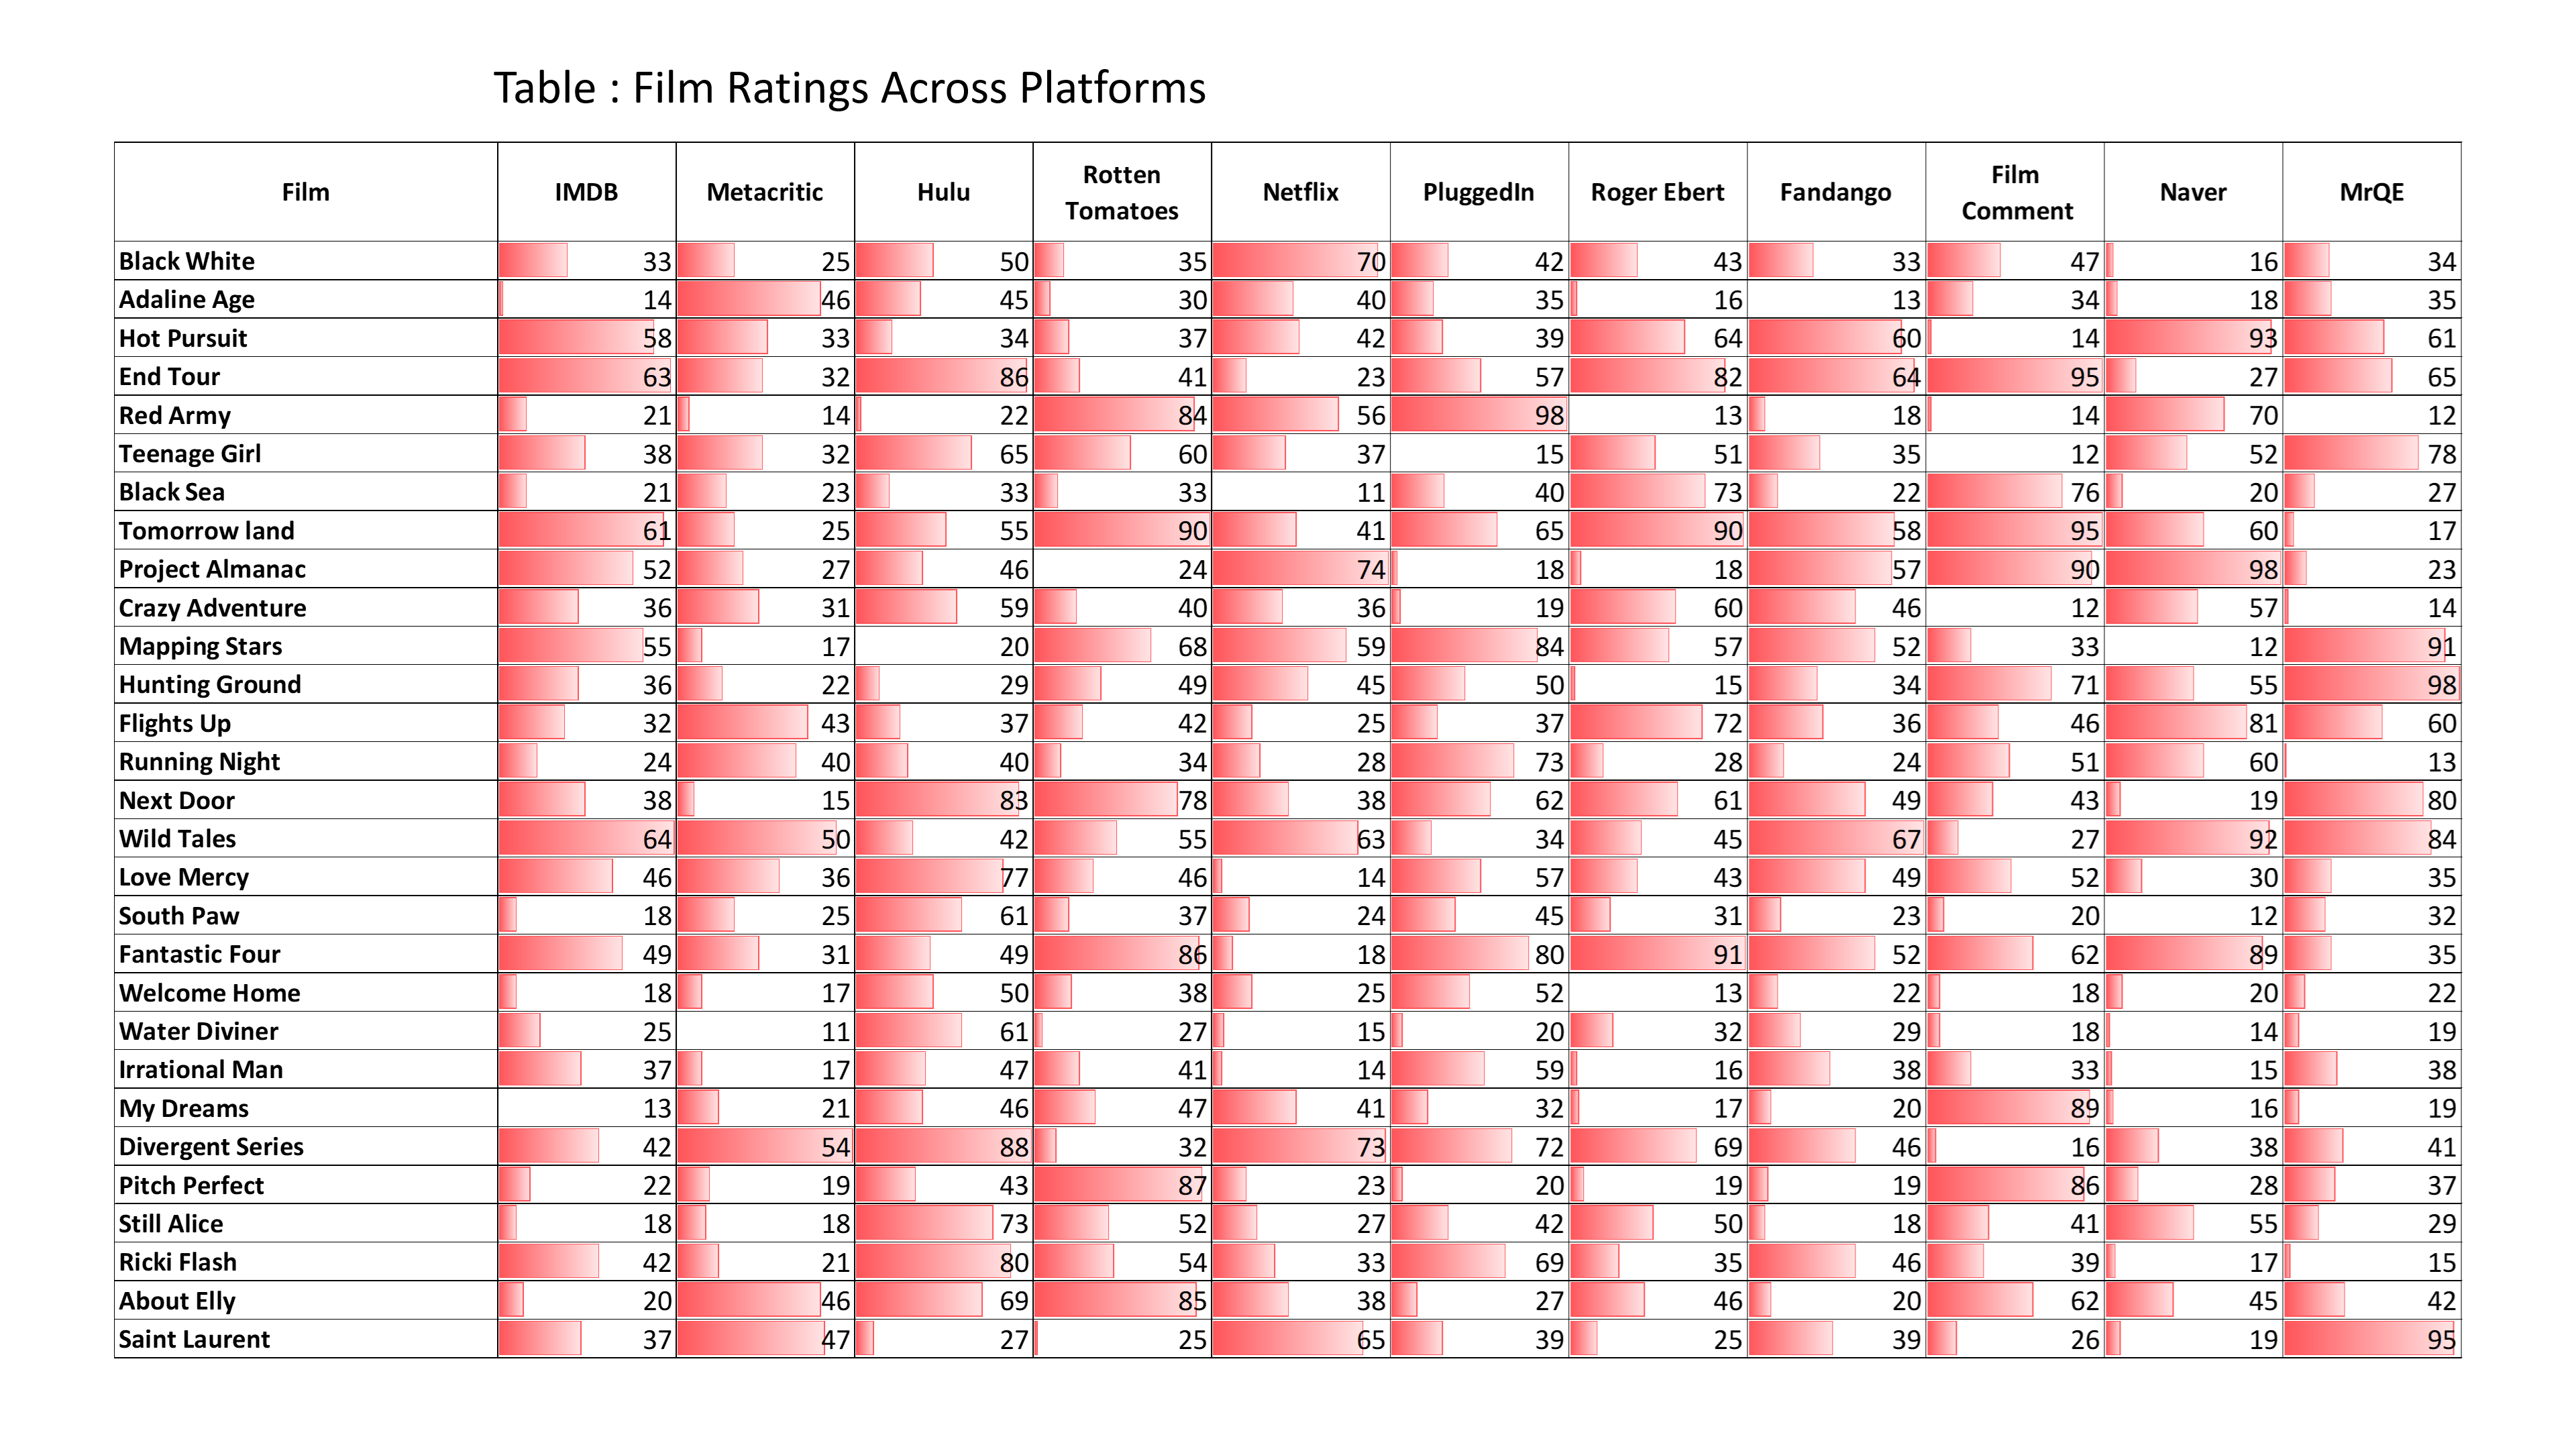 Table : Film Ratings Across Platforms
Film IMDB Metacritic Hulu Rotten Tomatoes Netflix PluggedIn Roger Ebert Fandango Film Comment Naver MrQE
Black White 33 25 50 35 70 42 43 33 47 16 34
Adaline Age 14 46 45 30 40 35 16 13 34 18 35
Hot Pursuit 58 33 34 37 42 39 64 60 14 93 61
End Tour 63 32 86 41 23 57 82 64 95 27 65
Red Army 21 14 22 84 56 98 13 18 14 70 12
Teenage Girl 38 32 65 60 37 15 51 35 12 52 78
Black Sea 21 23 33 33 11 40 73 22 76 20 27
Tomorrow land 61 25 55 90 41 65 90 58 95 60 17
Project Almanac 52 27 46 24 74 18 18 57 90 98 23
Crazy Adventure 36 31 59 40 36 19 60 46 12 57 14
Mapping Stars 55 17 20 68 59 84 57 52 33 12 91
Hunting Ground 36 22 29 49 45 50 15 34 71 55 98
Flights Up 32 43 37 42 25 37 72 36 46 81 60
Running Night 24 40 40 34 28 73 28 24 51 60 13
Next Door 38 15 83 78 38 62 61 49 43 19 80
Wild Tales 64 50 42 55 63 34 45 67 27 92 84
Love Mercy 46 36 77 46 14 57 43 49 52 30 35
South Paw 18 25 61 37 24 45 31 23 20 12 32
Fantastic Four 49 31 49 86 18 80 91 52 62 89 35
Welcome Home 18 17 50 38 25 52 13 22 18 20 22
Water Diviner 25 11 61 27 15 20 32 29 18 14 19
Irrational Man 37 17 47 41 14 59 16 38 33 15 38
My Dreams 13 21 46 47 41 32 17 20 89 16 19
Divergent Series 42 54 88 32 73 72 69 46 16 38 41
Pitch Perfect 22 19 43 87 23 20 19 19 86 28 37
Still Alice 18 18 73 52 27 42 50 18 41 55 29
Ricki Flash 42 21 80 54 33 69 35 46 39 17 15
About Elly 20 46 69 85 38 27 46 20 62 45 42
Saint Laurent 37 47 27 25 65 39 25 39 26 19 95